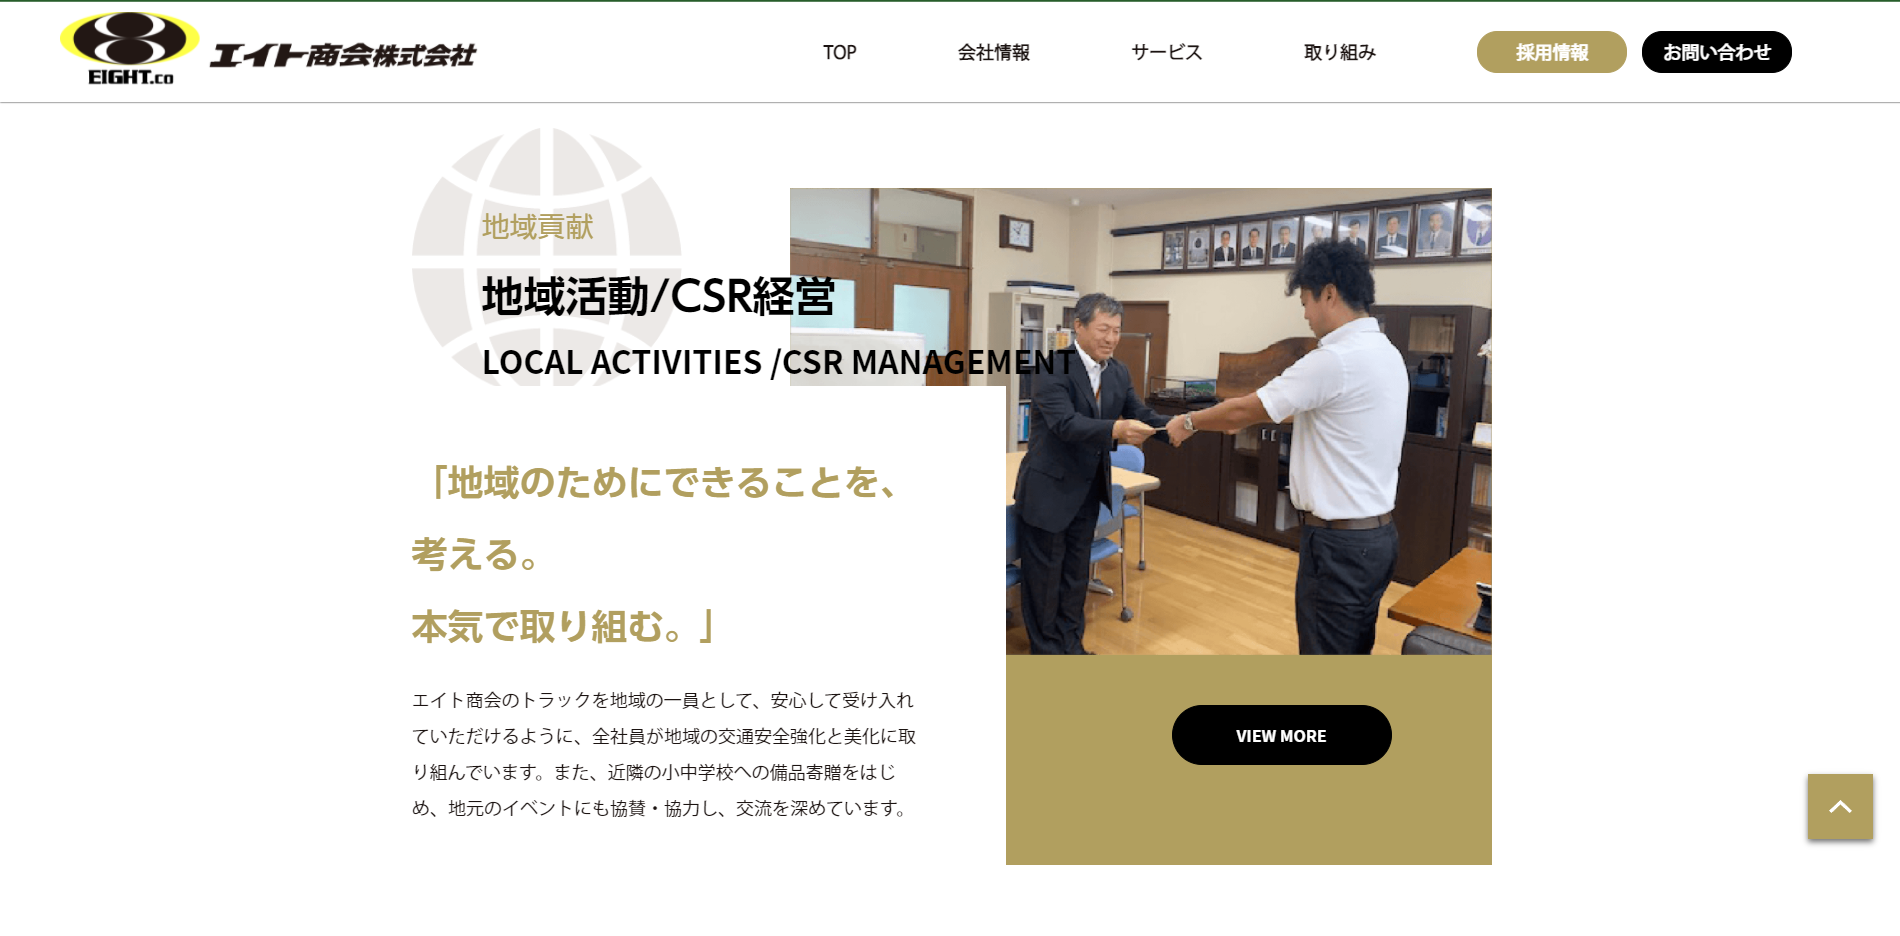 EIGHT.co
エイト商会株式会社
TOP
会社情報
サービス
取り組み
採用情報
お問い合わせ
地域貢献
地域活動/CSR経営
LOCAL ACTIVITIES /CSR MANAGEMENT
「地域のためにできることを、
考える。
本気で取り組む。」
エイト商会のトラックを地域の一員として、安心して受け入れ
ていただけるように、全社員が地域の交通安全強化と美化に取
り組んでいます。また、近隣の小中学校への備品寄贈をはじ
め、地元のイベントにも協賛・協力し、交流を深めています。
VIEW MORE